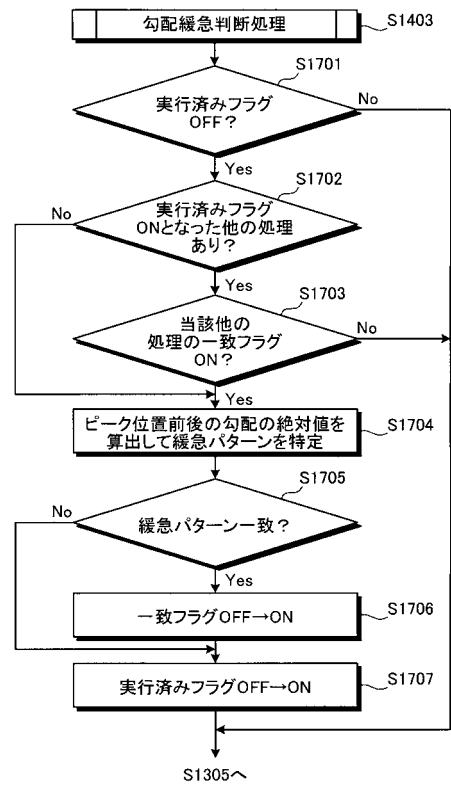 勾配緩急判断処理
S1403
S1701
実行済みフラグ
OFF？
No
Yes
S1702
No
実行済みフラグ
ONとなった他の処理
あり？
Yes
S1703
当該他の
処理の一致フラグ
ON？
No
Yes
ピーク位置前後の勾配の絶対値を
算出して緩急パターンを特定
S1704
S1705
No
緩急パターン一致？
Yes
一致フラグOFF→ON
S1706
実行済みフラグOFF→ON
S1707
S1305へ